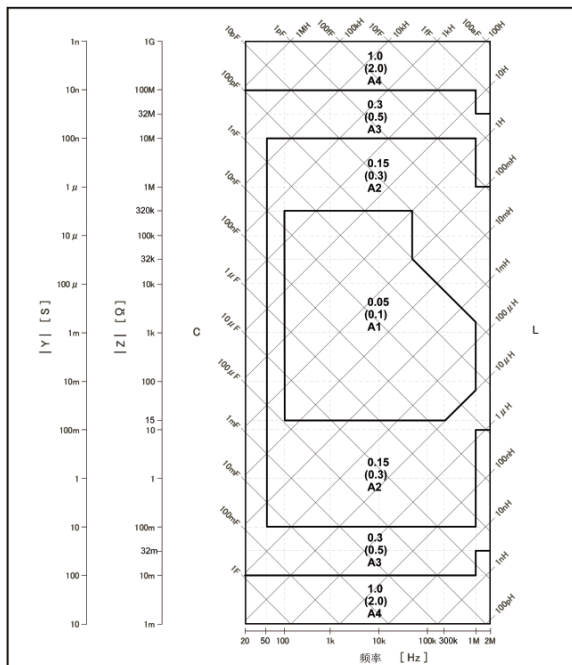 10pF 1pF 1MH 100fF 100kH 10fF 10kH 1fF 1kH 100aF 100H
1n 1G
1.0
(2.0)
A4
10H
100pF
10n 100M
0.3
(0.5)
A3
32M
1H
1nF
100n 10M
0.15
(0.3)
A2
100mH
10nF
1μ 1M
320k
10mH
100nF
10μ 100k
32k
1mH
1μF
100μ 10k
0.05
(0.1)
A1
100μH
|Y| [S]
|Z| [Ω]
C
L
10μF
1m 1k
10μH
100μF
10m 100
1μH
1mF
15
100m 10
0.15
(0.3)
A2
100nH
10mF
1 1
10nH
100mF
10 100m
0.3
(0.5)
A3
32m
1nH
1F
100 10m
1.0
(2.0)
A4
100pH
10 1m
20 50 100 1k 10k 100k 300k 1M 2M
频率 [Hz]